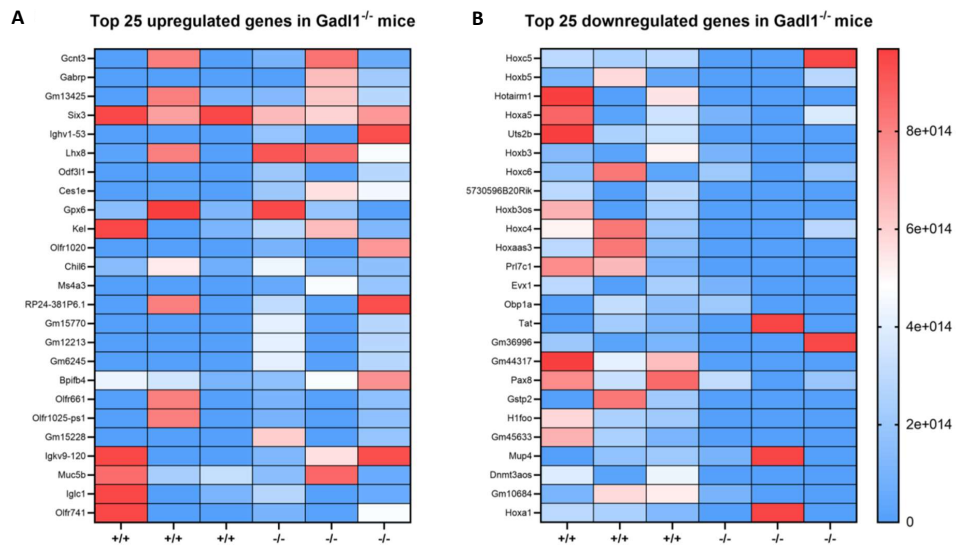 A
Top 25 upregulated genes in Gadl1-/- mice
Gcnt3
Gabrp
Gm13425
Six3
Ighv1-53
Lhx8
Odf3l1
Ces1e
Gpx6
Kel
Olfr1020
Chil6
Ms4a3
RP24-381P6.1
Gm15770
Gm12213
Gm6245
Bpifb4
Olfr661
Olfr1025-ps1
Gm15228
Igkv9-120
Muc5b
Iglc1
Olfr741
+/+ +/+ +/+ -/- -/- -/-
B
Top 25 downregulated genes in Gadl1-/- mice
Hoxc5
Hoxb5
Hotairm1
Hoxa5
Uts2b
Hoxb3
Hoxc6
5730596B20Rik
Hoxb3os
Hoxc4
Hoxaas3
Prl7c1
Evx1
Obp1a
Tat
Gm36996
Gm44317
Pax8
Gstp2
H1foo
Gm45633
Mup4
Dnmt3aos
Gm10684
Hoxa1
+/+ +/+ +/+ -/- -/- -/-
8e+014
6e+014
4e+014
2e+014
0